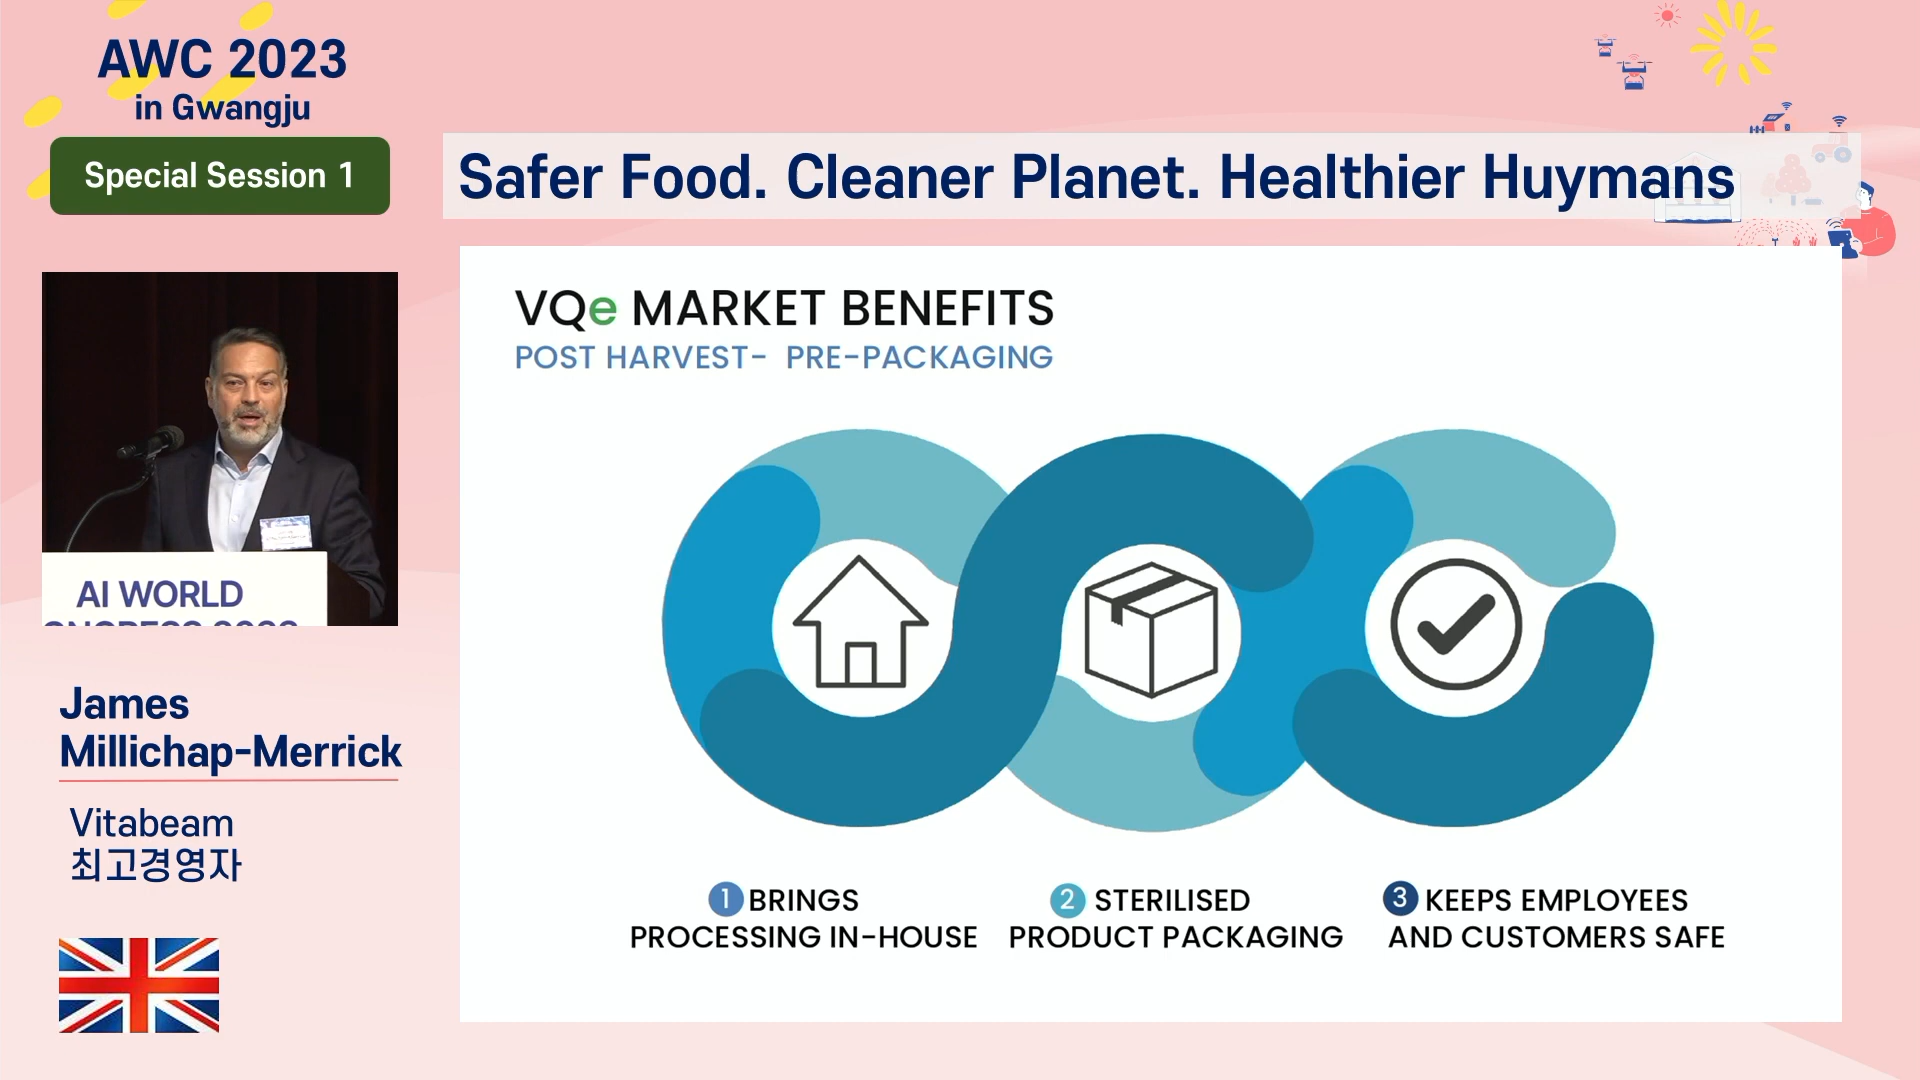 AWC 2023
in Gwangju
Special Session 1
Safer Food. Cleaner Planet. Healthier Huymans
AI WORLD
James
Millichap-Merrick
Vitabeam
최고경영자
VQe MARKET BENEFITS
POST HARVEST- PRE-PACKAGING
1 BRINGS
PROCESSING IN-HOUSE
2 STERILISED
PRODUCT PACKAGING
3 KEEPS EMPLOYEES
AND CUSTOMERS SAFE